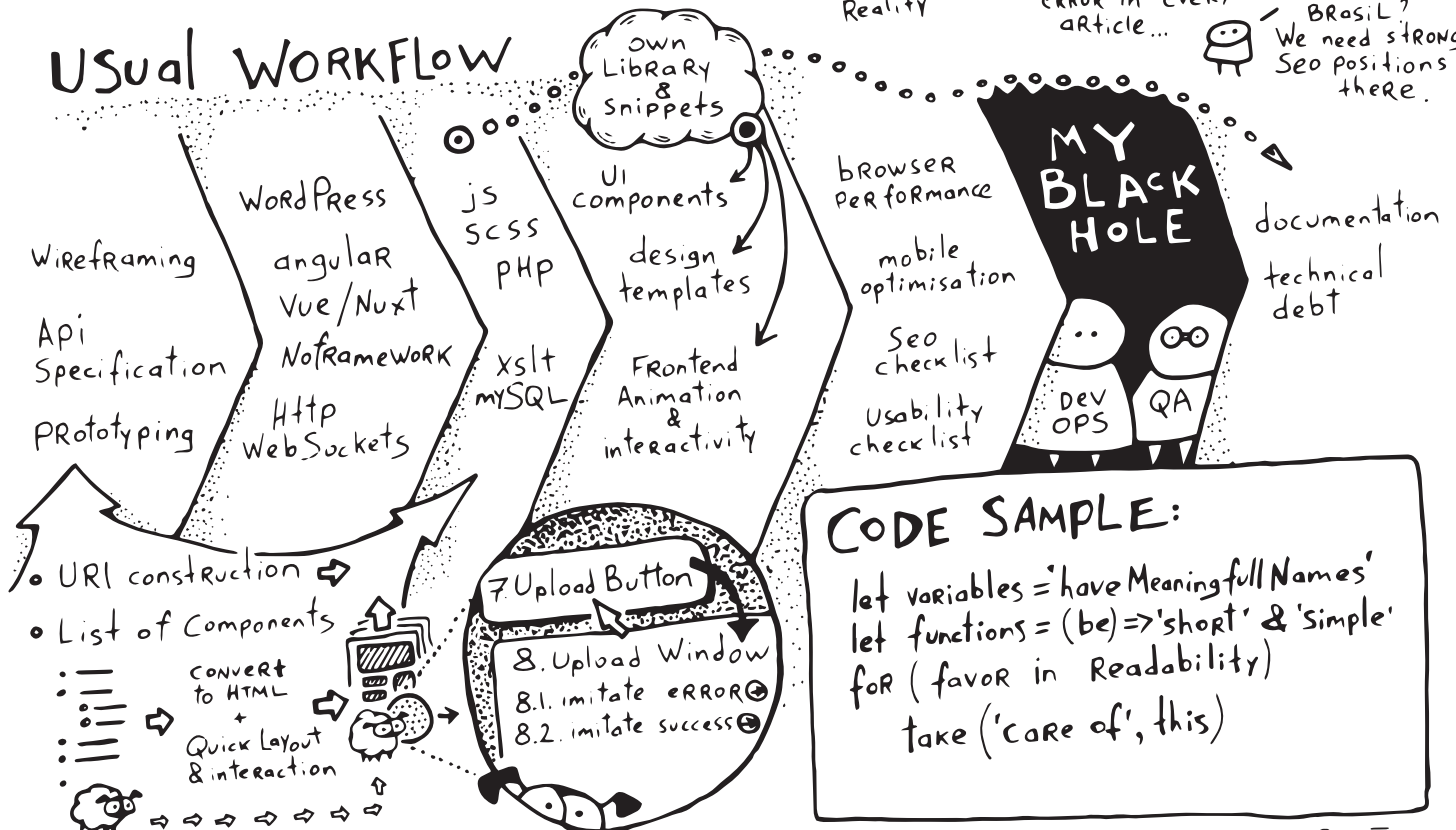 Reality
ERROR in EVERY
article...
BRasil?
We need stRONG
Seo positions
theRe.
USual WORKFLOW
Own
LibRaRy
&
Snippets
WiRefRaming
Api
Specification
PRototyping
WoRdPRess
angulaR
Vue/Nuxt
NofRameWoRK
Http
WebSockets
js
scss
PHP
xslt
mySQL
UI
components
design
templates
FRontend
Animation
&
inteRactivity
bRowseR
PeRfoRmance
mobile
optimisation
Seo
checklist
Usability
checklist
MY
BLACK
HOLE
DEV
OPS
QA
documentation
technical
debt
URI constRuction
List of Components
CONVERt
to HTML
+
Quick Layout
& inteRaction
7. Upload Button
8. Upload Window
8.1. imitate eRROR
8.2. imitate success
CODE SAMPLE:
let vaRiables = 'have Meaningfull Names'
let functions = (be) => 'shoRt' & 'Simple'
foR (favoR in Readability)
take ('caRe of', this)